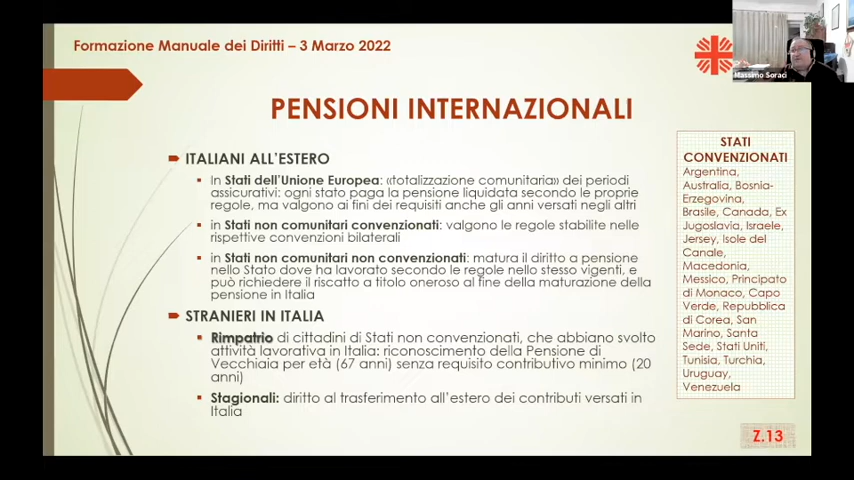 Formazione Manuale dei Diritti – 3 Marzo 2022
Massimo Soraci
PENSIONI INTERNAZIONALI
ITALIANI ALL'ESTERO
In Stati dell'Unione Europea: «totalizzazione comunitaria» dei periodi
assicurativi: ogni stato paga la pensione liquidata secondo le proprie
regole, ma valgono ai fini dei requisiti anche gli anni versati negli altri
in Stati non comunitari convenzionati: valgono le regole stabilite nelle
rispettive convenzioni bilaterali
in Stati non comunitari non convenzionati: matura il diritto a pensione
nello Stato dove ha lavorato secondo le regole nello stesso vigenti, e
può richiedere il riscatto a titolo oneroso al fine della maturazione della
pensione in Italia
STRANIERI IN ITALIA
Rimpatrio di cittadini di Stati non convenzionati, che abbiano svolto
attività lavorativa in Italia: riconoscimento della Pensione di
Vecchiaia per età (67 anni) senza requisito contributivo minimo (20
anni)
Stagionali: diritto al trasferimento all'estero dei contributi versati in
Italia
STATI
CONVENZIONATI
Argentina,
Australia, Bosnia-
Erzegovina,
Brasile, Canada, Ex
Jugoslavia, Israele,
Jersey, Isole del
Canale,
Macedonia,
Messico, Principato
di Monaco, Capo
Verde, Repubblica
di Corea, San
Marino, Santa
Sede, Stati Uniti,
Tunisia, Turchia,
Uruguay,
Venezuela
Z.13